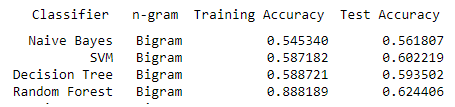 Classifier n-gram Training Accuracy Test Accuracy
Naive Bayes Bigram 0.545340 0.561807
SVM Bigram 0.587182 0.602219
Decision Tree Bigram 0.588721 0.593502
Random Forest Bigram 0.888189 0.624406